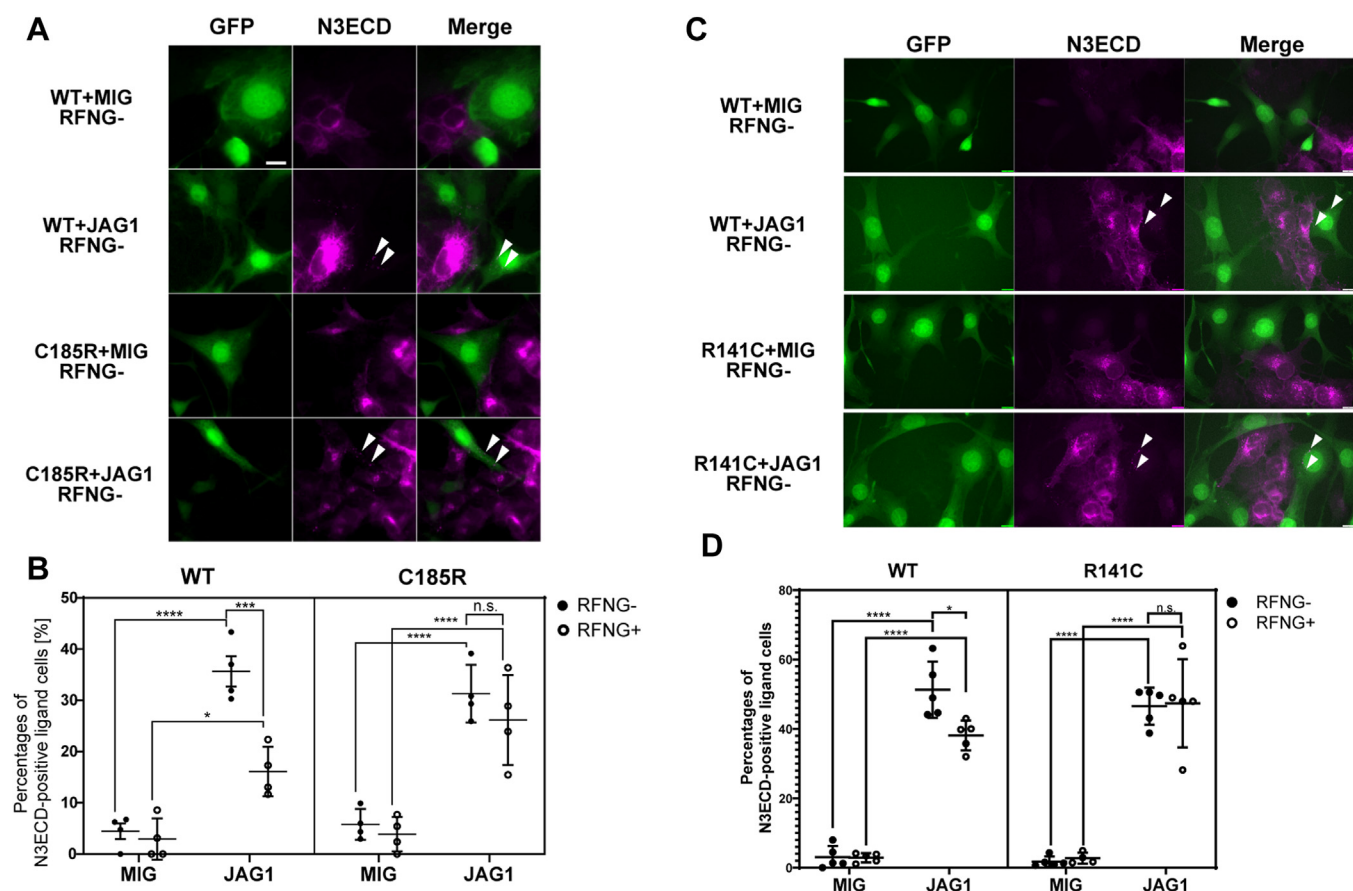 A
GFP N3ECD Merge
WT+MIG
RFNG-
WT+JAG1
RFNG-
C185R+MIG
RFNG-
C185R+JAG1
RFNG-
B
WT C185R
Percentages of
N3ECD-positive ligand cells [%]
50
40
30
20
10
0
**** *** n.s.
****
****
*
MIG JAG1 MIG JAG1
RFNG-
RFNG+
C
GFP N3ECD Merge
WT+MIG
RFNG-
WT+JAG1
RFNG-
R141C+MIG
RFNG-
R141C+JAG1
RFNG-
D
WT R141C
Percentages of
N3ECD-positive ligand cells
80
60
40
20
0
**** * n.s.
****
**** ****
MIG JAG1 MIG JAG1
RFNG-
RFNG+